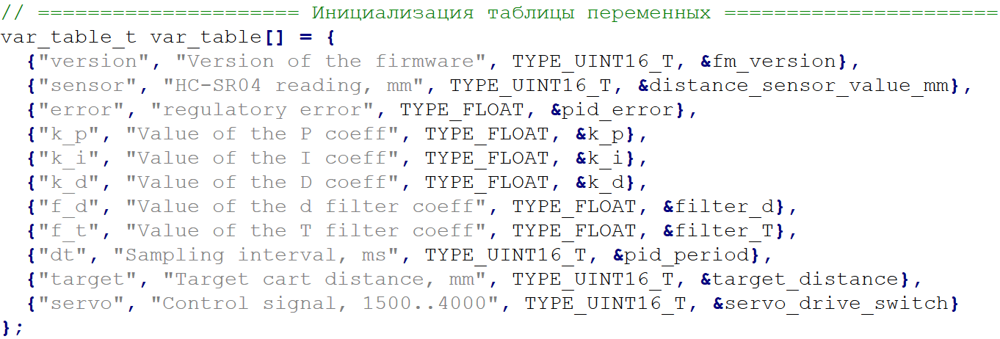 // ===================== Инициализация таблицы переменных ======================
var_table_t var_table[] = {
  {"version", "Version of the firmware", TYPE_UINT16_T, &fm_version},
  {"sensor", "HC-SR04 reading, mm", TYPE_UINT16_T, &distance_sensor_value_mm},
  {"error", "regulatory error", TYPE_FLOAT, &pid_error},
  {"k_p", "Value of the P coeff", TYPE_FLOAT, &k_p},
  {"k_i", "Value of the I coeff", TYPE_FLOAT, &k_i},
  {"k_d", "Value of the D coeff", TYPE_FLOAT, &k_d},
  {"f_d", "Value of the d filter coeff", TYPE_FLOAT, &filter_d},
  {"f_t", "Value of the T filter coeff", TYPE_FLOAT, &filter_T},
  {"dt", "Sampling interval, ms", TYPE_UINT16_T, &pid_period},
  {"target", "Target cart distance, mm", TYPE_UINT16_T, &target_distance},
  {"servo", "Control signal, 1500..4000", TYPE_UINT16_T, &servo_drive_switch}
};